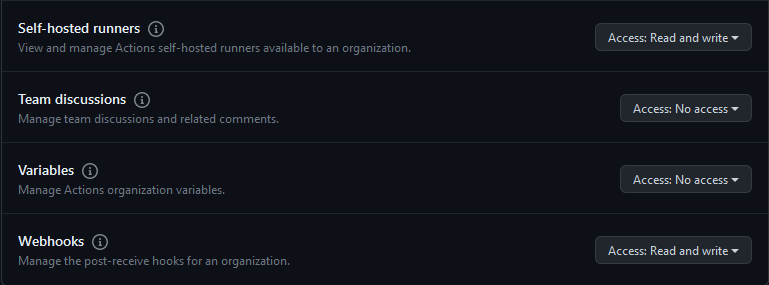 Self-hosted runners
View and manage Actions self-hosted runners available to an organization.
Access: Read and write
Team discussions
Manage team discussions and related comments.
Access: No access
Variables
Manage Actions organization variables.
Access: No access
Webhooks
Manage the post-receive hooks for an organization.
Access: Read and write